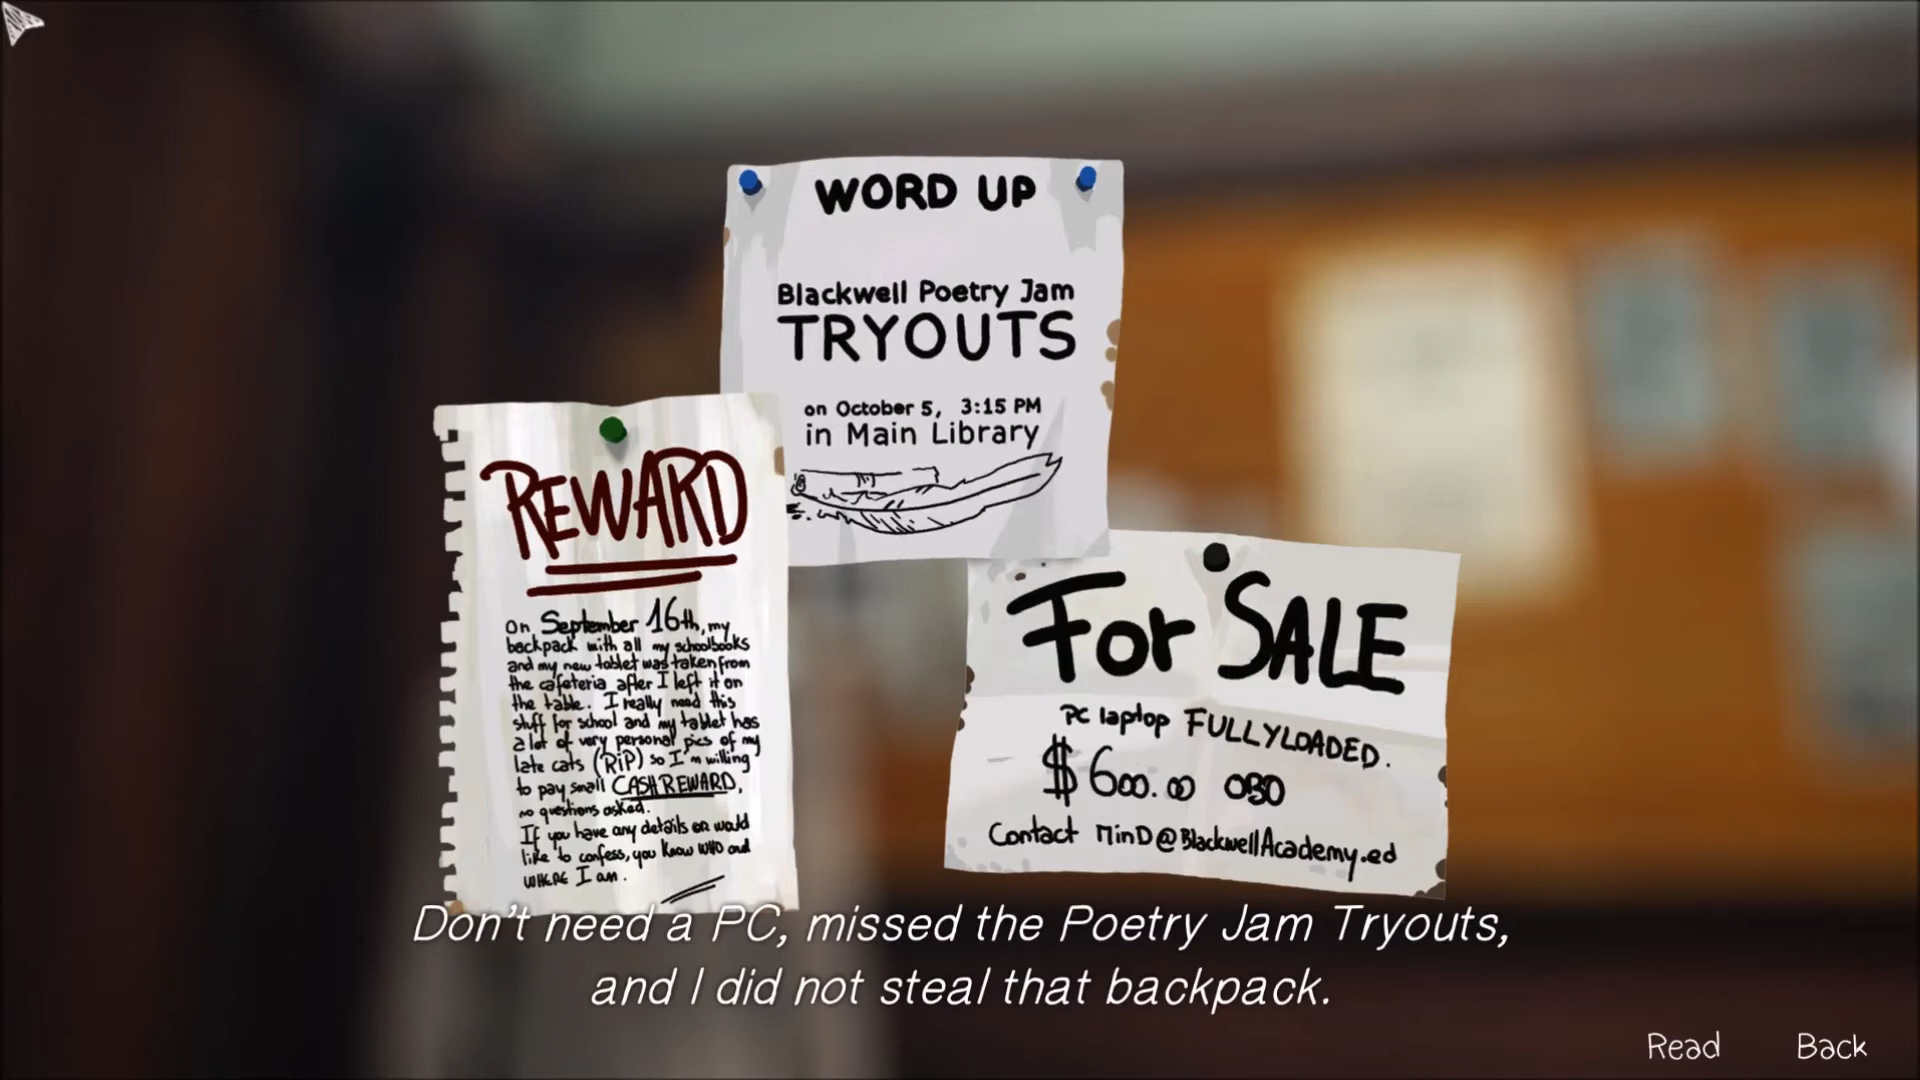 WORD UP
Blackwell Poetry Jam
TRYOUTS
on October 5, 3:15 PM
in Main Library
REWARD
On September 16th, my
backpack with all my schoolbooks
and my new tablet was taken from
the cafeteria after I left it on
the table. I really need this
stuff for school and my tablet has
a lot of very personal pics of my
late cats (RIP) so I'm willing
to pay small CASH REWARD,
no questions asked.
If you have any details or would
like to confess, you know WHO and
WHERE I am.
For SALE
PC laptop FULLYLOADED.
$600.00 OBO
Contact MinD@BlackwellAcademy.ed
Don't need a PC, missed the Poetry Jam Tryouts,
and I did not steal that backpack.
Read Back